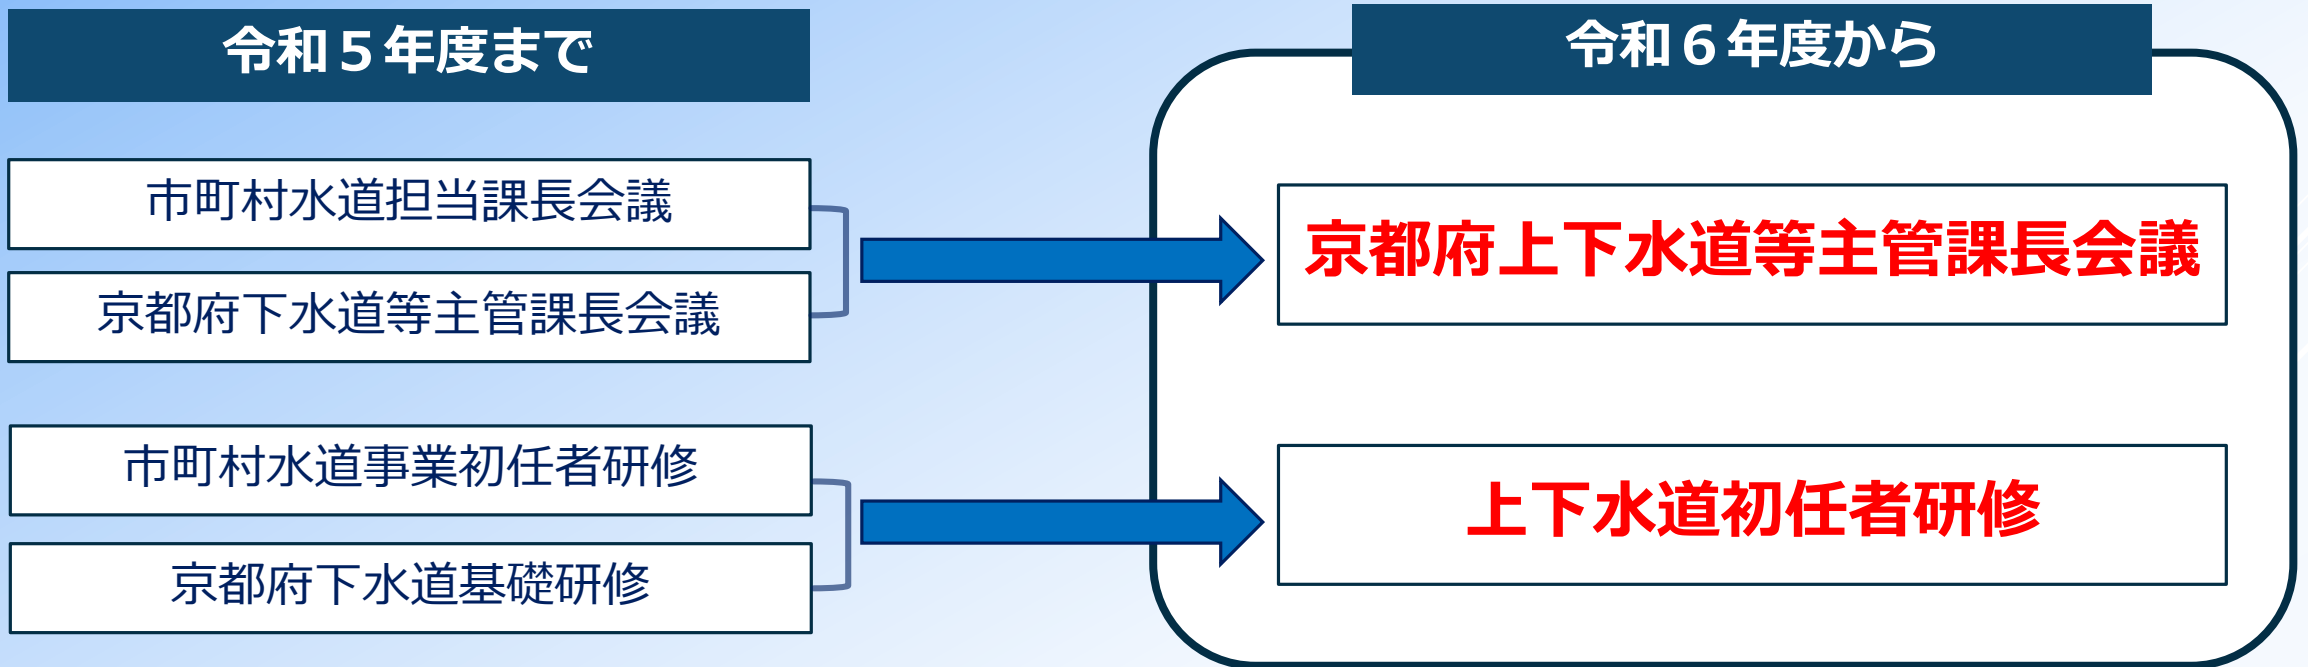 令和５年度まで
市町村水道担当課長会議
京都府下水道等主管課長会議
市町村水道事業初任者研修
京都府下水道基礎研修
令和６年度から
京都府上下水道等主管課長会議
上下水道初任者研修